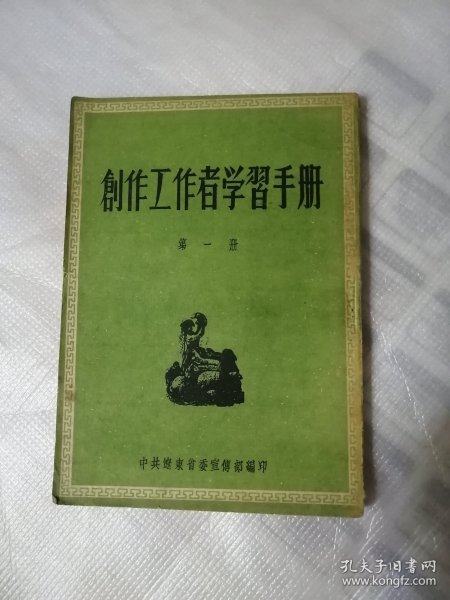 創作工作者学習手册
第一册
中共遼東省委宣傳部編印
孔夫子旧书网
www.kongfz.com